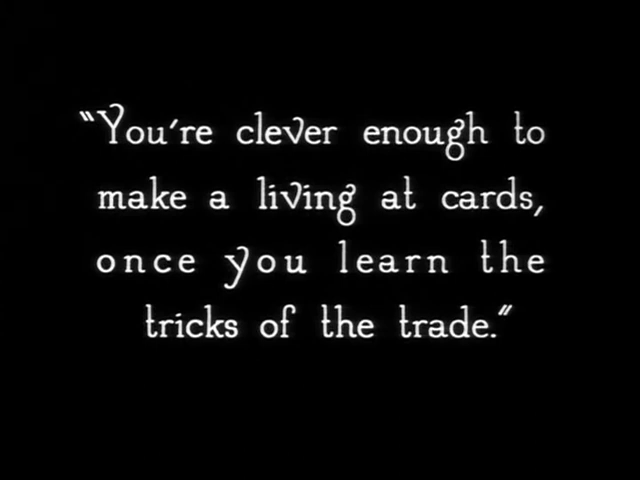 "You're clever enough to
make a living at cards,
once you learn the
tricks of the trade."